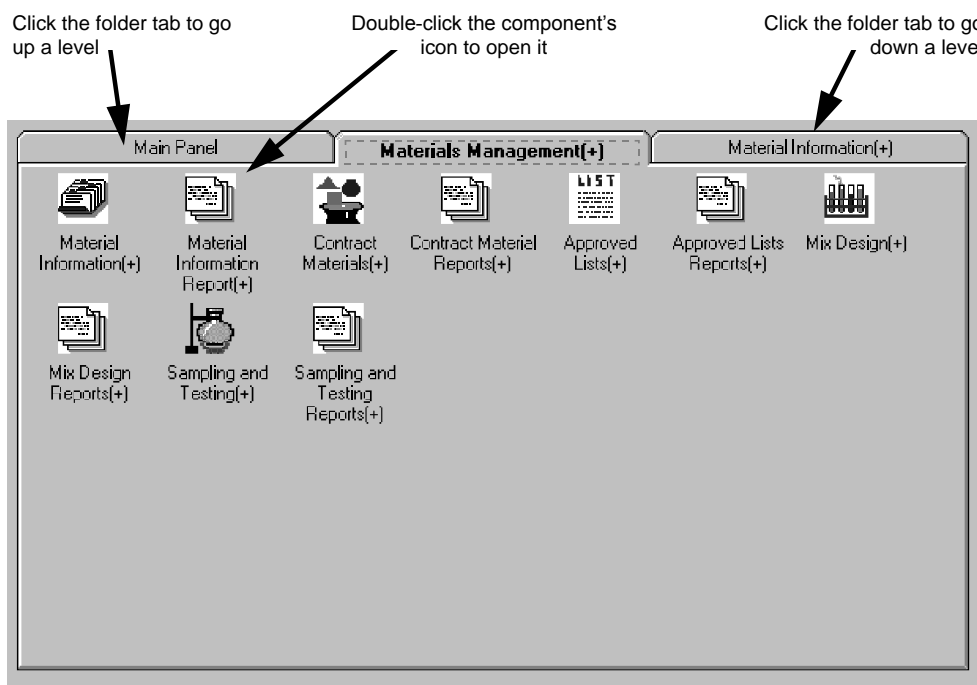 Click the folder tab to go
up a level
Double-click the component’s
icon to open it
Click the folder tab to go
down a leve
Main Panel
Materials Management(+)
Material Information(+)
Material
Information(+)
Material
Information
Report(+)
Contract
Materials(+)
Contract Material
Reports(+)
LIST
Approved
Lists(+)
Approved Lists
Reports(+)
Mix Design(+)
Mix Design
Reports(+)
Sampling and
Testing(+)
Sampling and
Testing
Reports(+)